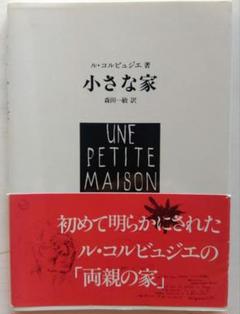 ル・コルビュジエ 著
小さな家
森田一敏 訳
UNE
PETITE
MAISON
初めて明らかにされた
ル・コルビュジエの
「両親の家」